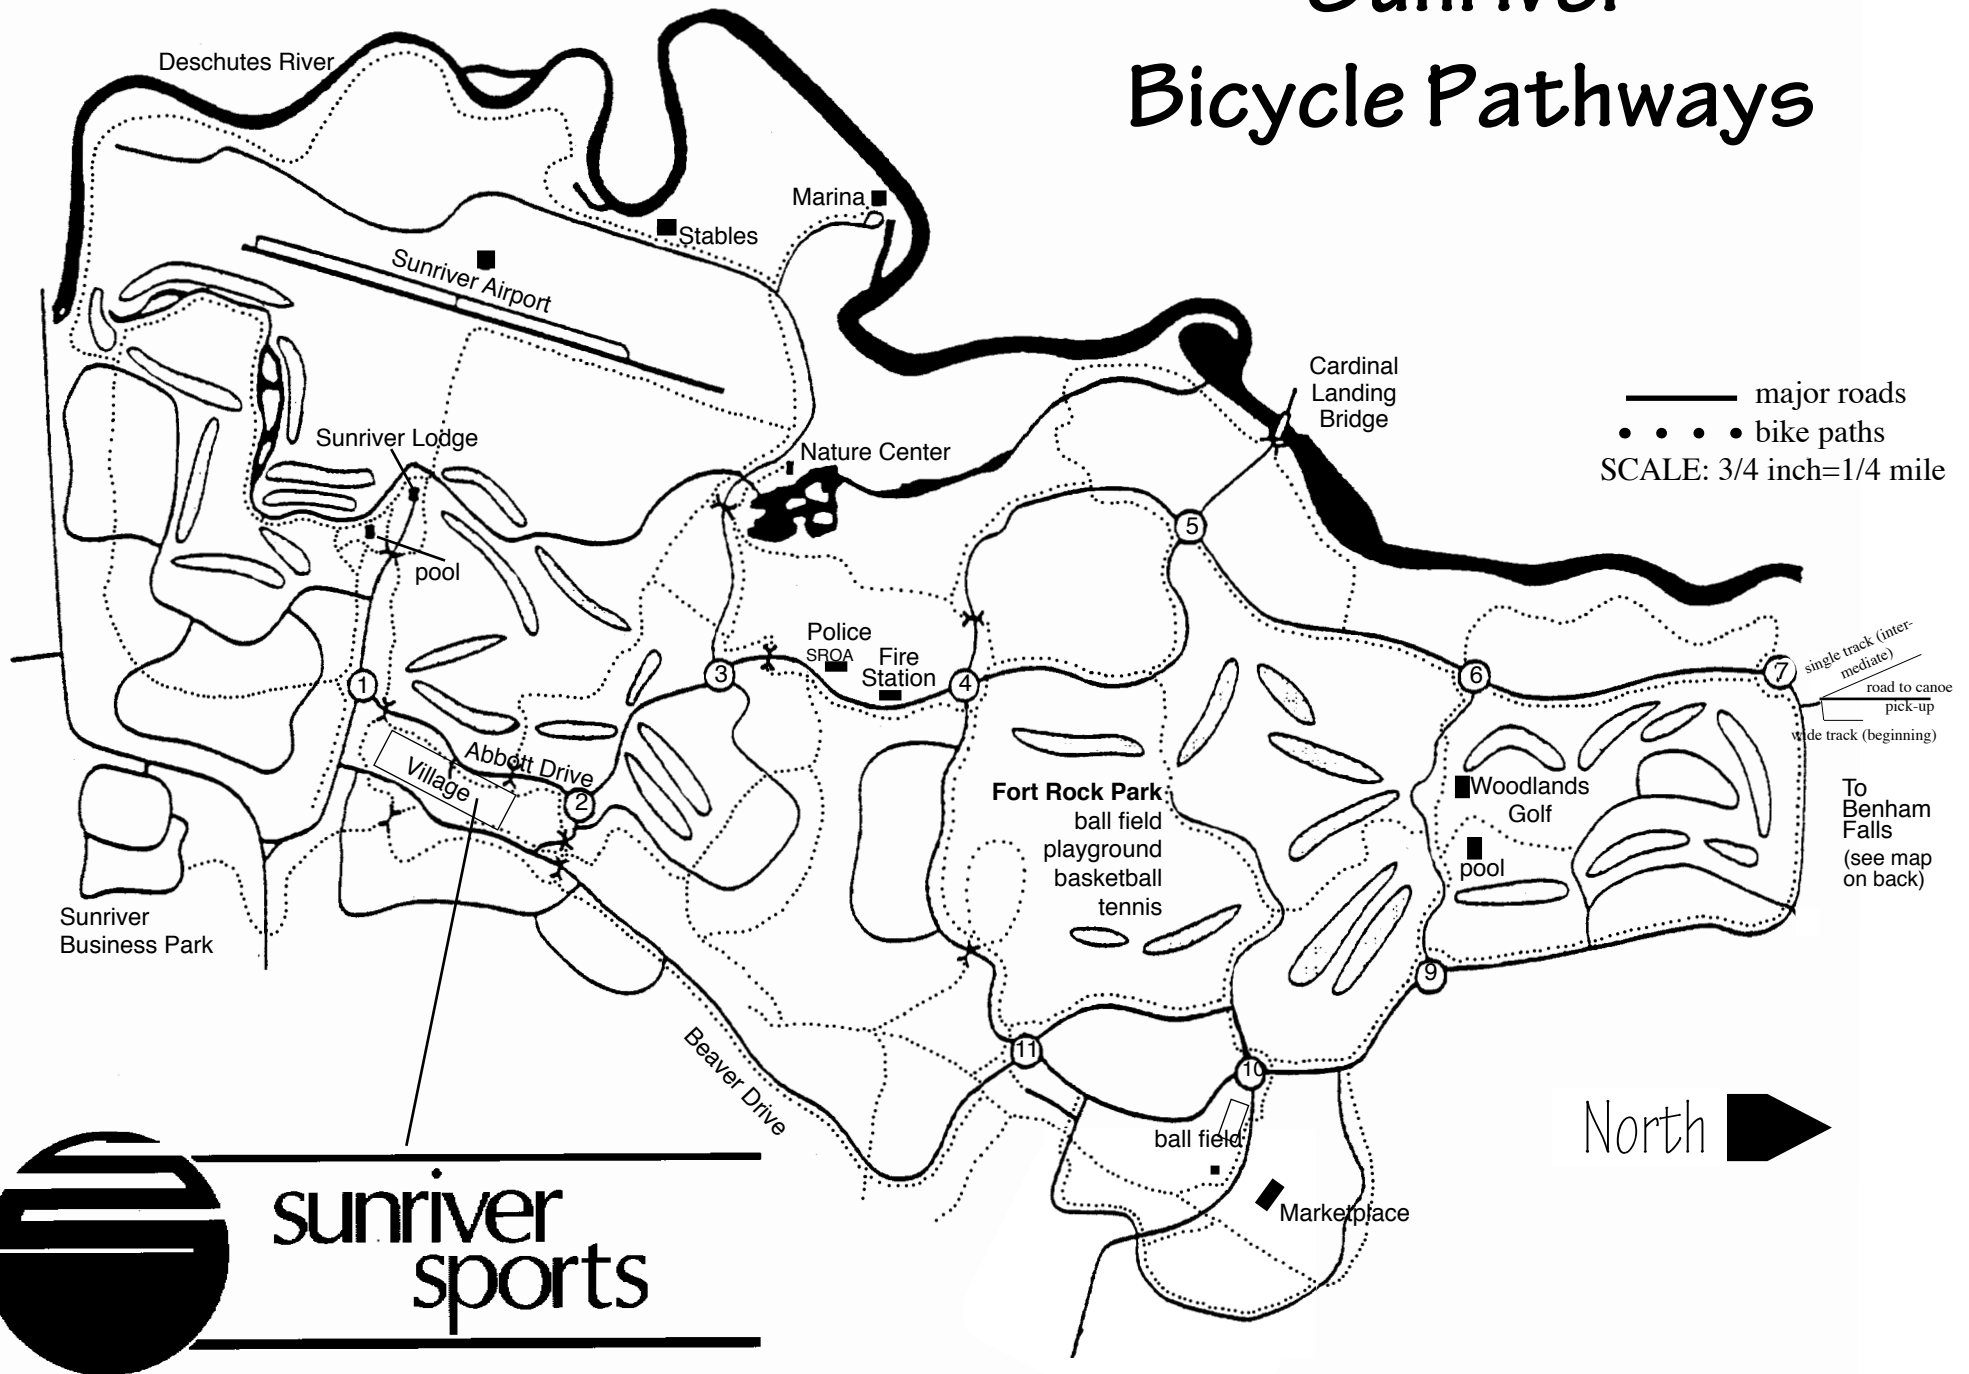 Sunriver
Bicycle Pathways
Deschutes River
Marina
Stables
Sunriver Airport
Cardinal
Landing
Bridge
major roads
bike paths
SCALE: 3/4 inch=1/4 mile
Sunriver Lodge
Nature Center
pool
5
Police
SROA
Fire
Station
1
3
4
6
7
single track (inter-
mediate)
road to canoe
pick-up
wide track (beginning)
Abbott Drive
Village
2
Fort Rock Park
ball field
playground
basketball
tennis
Woodlands
Golf
pool
To
Benham
Falls
(see map
on back)
Sunriver
Business Park
9
Beaver Drive
11
10
ball field
Marketplace
North
sunriver
sports